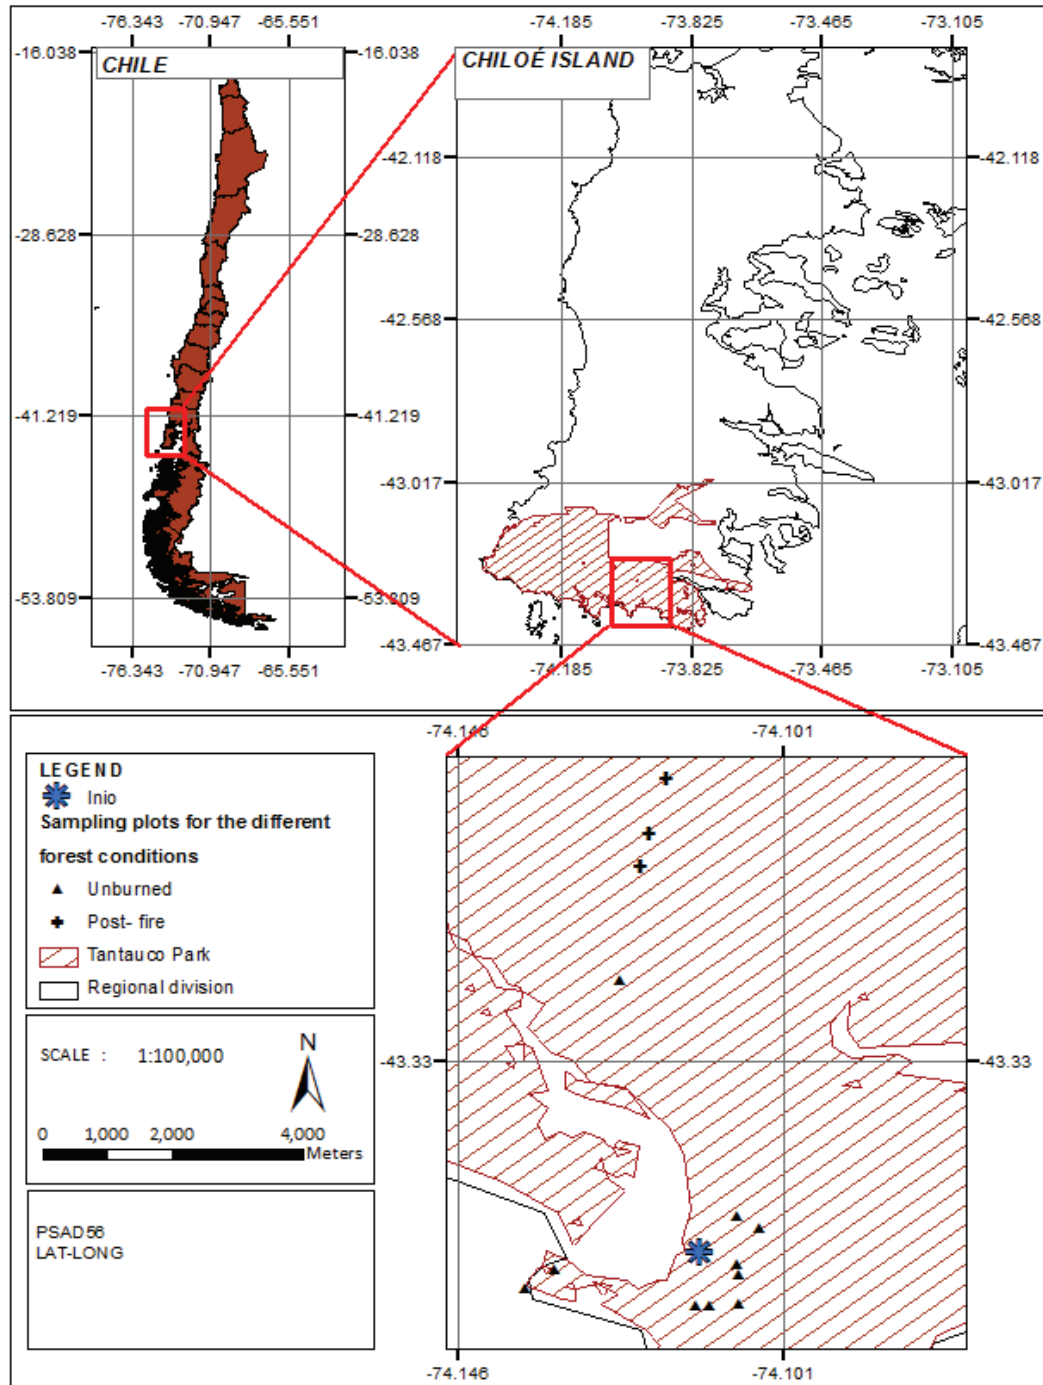 -76.343 -70.947 -65.551
-74.185 -73.825 -73.465 -73.105
-16.038
-16.038
CHILE
CHILOÉ ISLAND
-42.118
-42.118
-28.628
-28.628
-42.568
-41.219
-41.219
-43.017
-43.017
-53.809
-53.809
-43.467
-43.467
-76.343 -70.947 -65.551
-74.185 -73.825 -73.465 -73.105
-74.146 -74.101
LEGEND
Inio
Sampling plots for the different
forest conditions
Unburned
Post- fire
Tantauco Park
Regional division
SCALE : 1:100,000
N
0 1,000 2,000 4,000
Meters
-43.33
-43.33
PSAD56
LAT-LONG
-74.146 -74.101